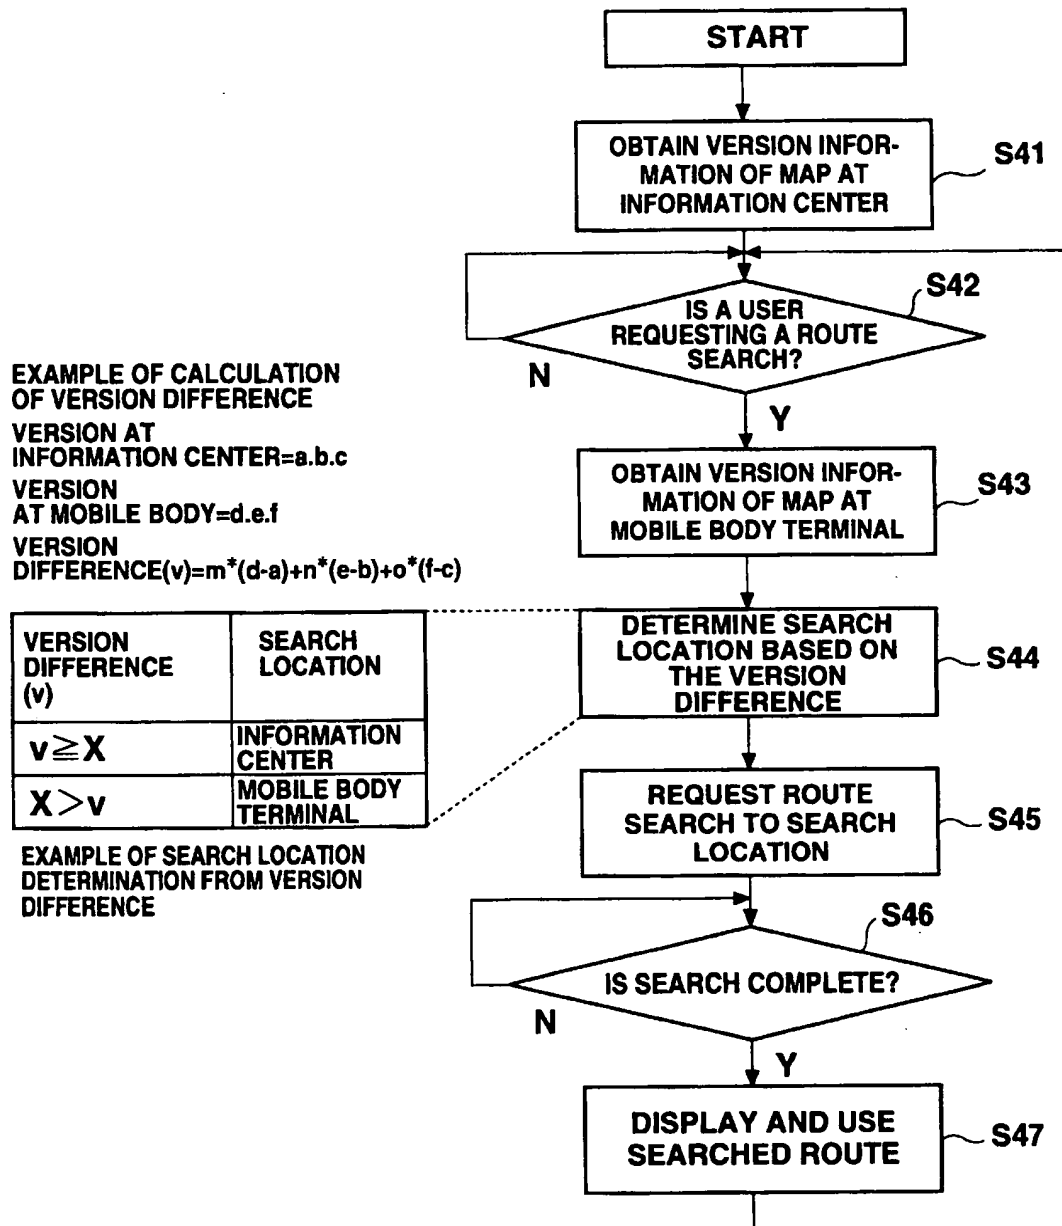 START
OBTAIN VERSION INFOR-
MATION OF MAP AT
INFORMATION CENTER
S41
S42
IS A USER
REQUESTING A ROUTE
SEARCH?
N
Y
EXAMPLE OF CALCULATION
OF VERSION DIFFERENCE
VERSION AT
INFORMATION CENTER=a.b.c
VERSION
AT MOBILE BODY=d.e.f
VERSION
DIFFERENCE(v)=m*(d-a)+n*(e-b)+o*(f-c)
OBTAIN VERSION INFOR-
MATION OF MAP AT
MOBILE BODY TERMINAL
S43
VERSION
DIFFERENCE
(v)
SEARCH
LOCATION
v≧X
INFORMATION
CENTER
X>v
MOBILE BODY
TERMINAL
EXAMPLE OF SEARCH LOCATION
DETERMINATION FROM VERSION
DIFFERENCE
DETERMINE SEARCH
LOCATION BASED ON
THE VERSION
DIFFERENCE
S44
REQUEST ROUTE
SEARCH TO SEARCH
LOCATION
S45
S46
IS SEARCH COMPLETE?
N
Y
DISPLAY AND USE
SEARCHED ROUTE
S47